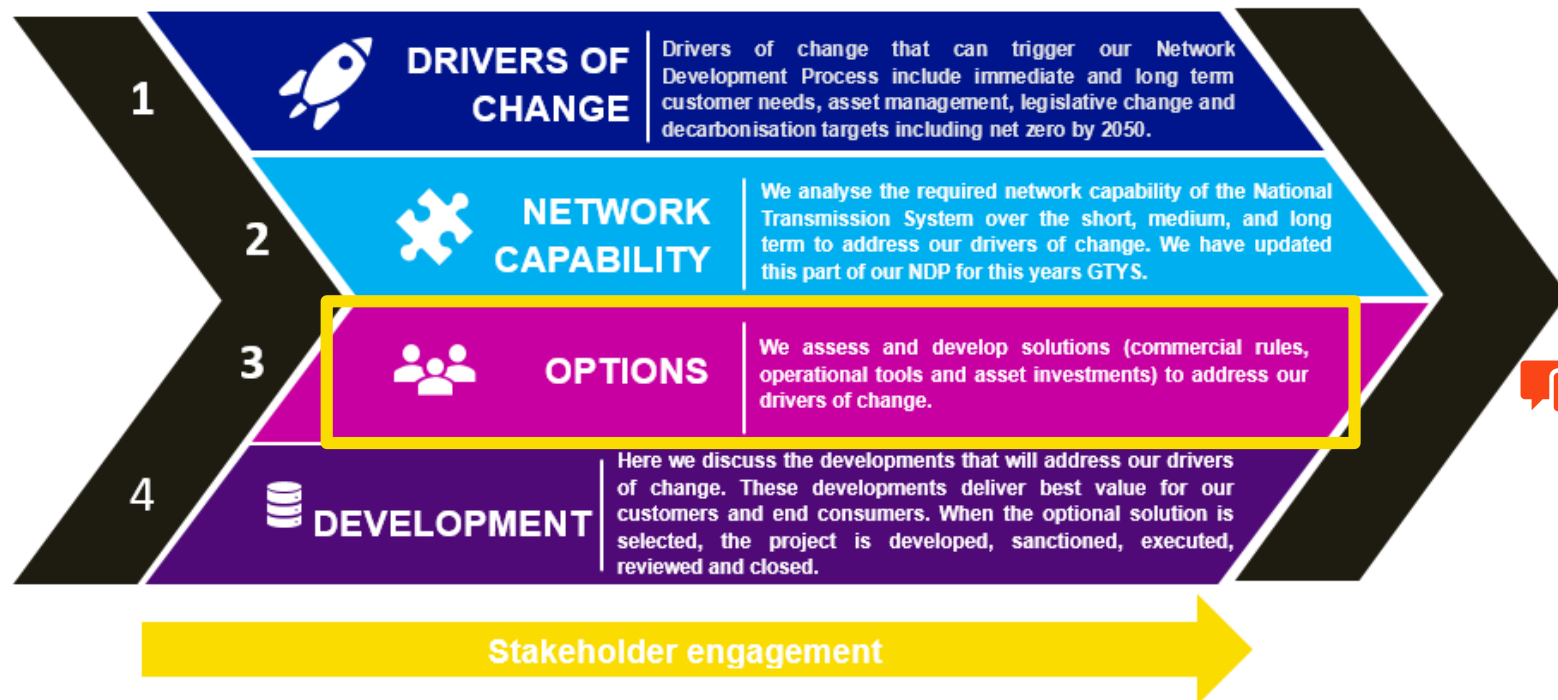 1
DRIVERS OF
CHANGE
Drivers of change that can trigger our Network
Development Process include immediate and long term
customer needs, asset management, legislative change and
decarbonisation targets including net zero by 2050.
2
NETWORK
CAPABILITY
We analyse the required network capability of the National
Transmission System over the short, medium, and long
term to address our drivers of change. We have updated
this part of our NDP for this years GTYS.
3
OPTIONS
We assess and develop solutions (commercial rules,
operational tools and asset investments) to address our
drivers of change.
4
DEVELOPMENT
Here we discuss the developments that will address our drivers
of change. These developments deliver best value for our
customers and end consumers. When the optional solution is
selected, the project is developed, sanctioned, executed,
reviewed and closed.
Stakeholder engagement